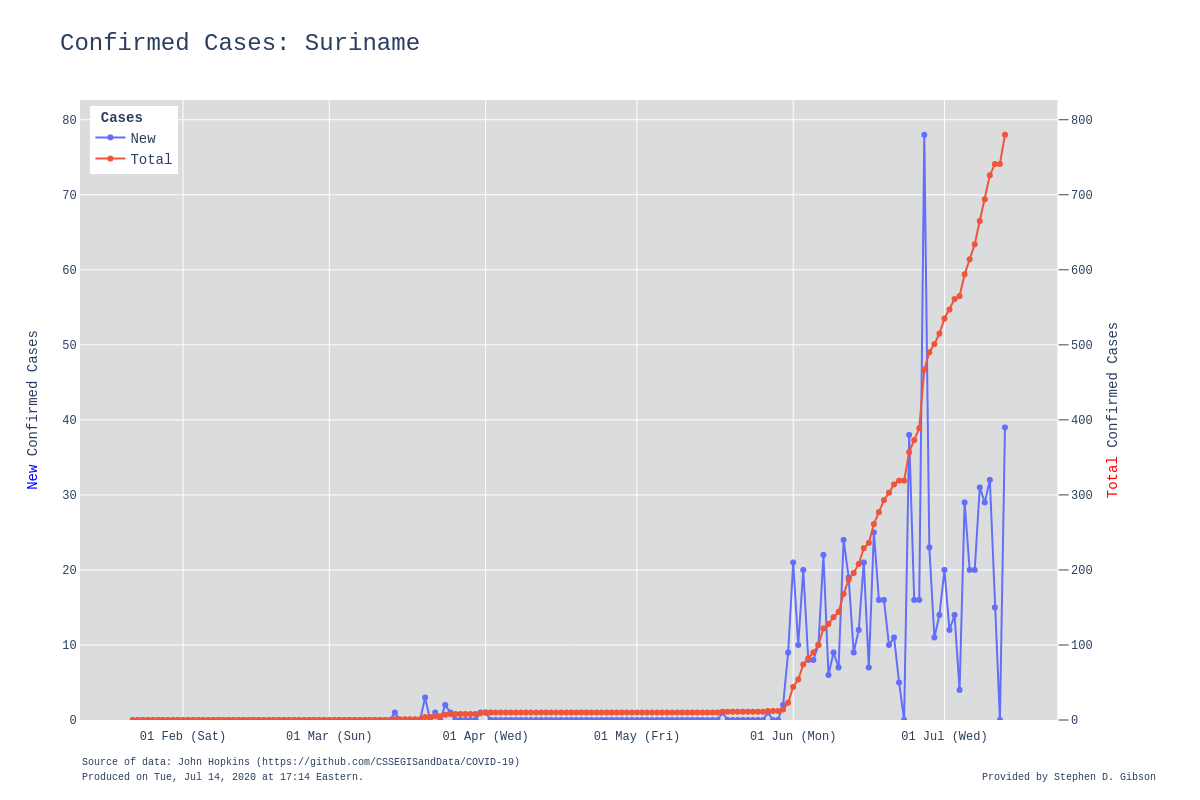 Confirmed Cases: Suriname
Cases
New
Total
80
70
60
50
40
30
20
10
0
800
700
600
500
400
300
200
100
0
New Confirmed Cases
Total Confirmed Cases
01 Feb (Sat)
01 Mar (Sun)
01 Apr (Wed)
01 May (Fri)
01 Jun (Mon)
01 Jul (Wed)
Source of data: John Hopkins (https://github.com/CSSEGISandData/COVID-19)
Produced on Tue, Jul 14, 2020 at 17:14 Eastern.
Provided by Stephen D. Gibson